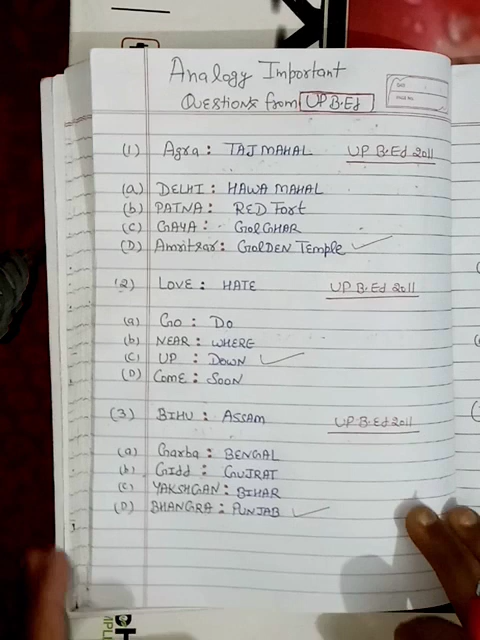 Analogy Important
Questions from UP B.Ed
(1) Agra : TAJ MAHAL UP B.Ed 2011
(a) DELHI : HAWA MAHAL
(b) PATNA : RED Fort
(C) GAYA : GOLGHAR
(D) Amritsar : GOLDEN Temple
(2) LOVE : HATE UP B.Ed 2011
(a) GO : DO
(b) NEAR : WHERE
(C) UP : DOWN
(D) COME : SOON
(3) BIHU : ASSAM UP B.Ed 2011
(a) Garba : BENGAL
(b) GIDD : GUJRAT
(C) YAKSHGAN : BIHAR
(D) BHANGRA : PUNJAB